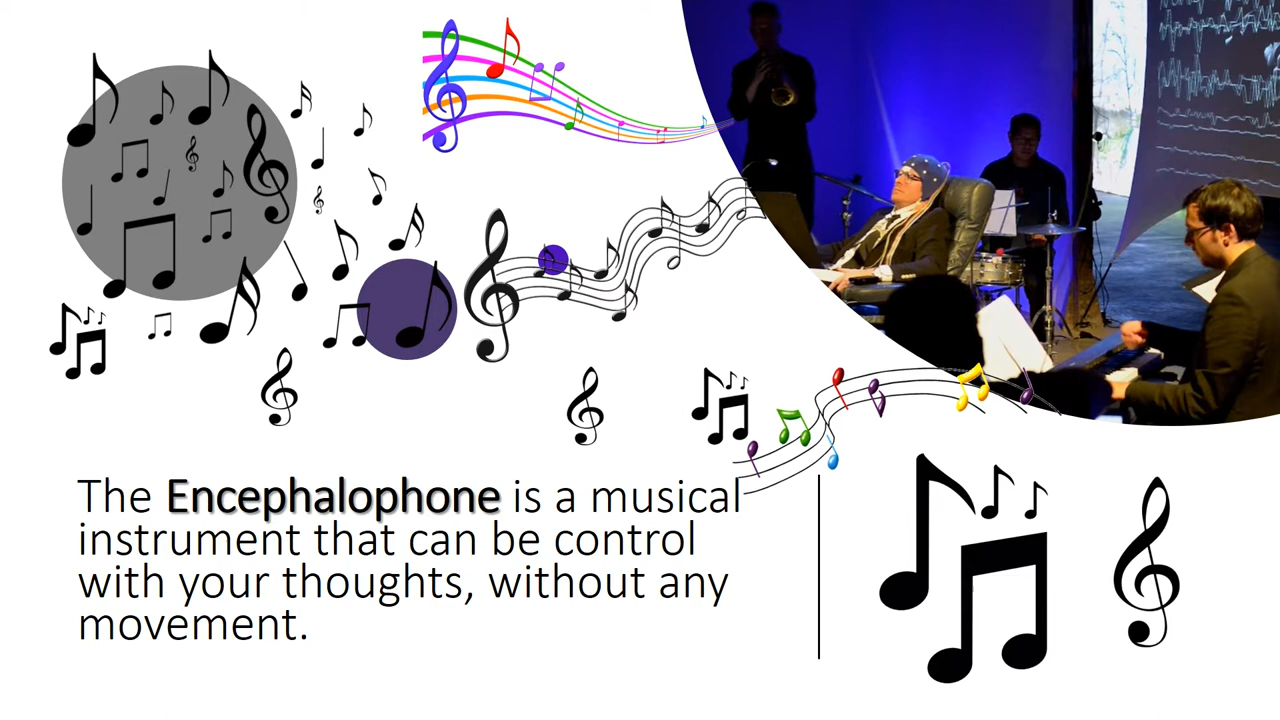 The Encephalophone is a musical
instrument that can be control
with your thoughts, without any
movement.